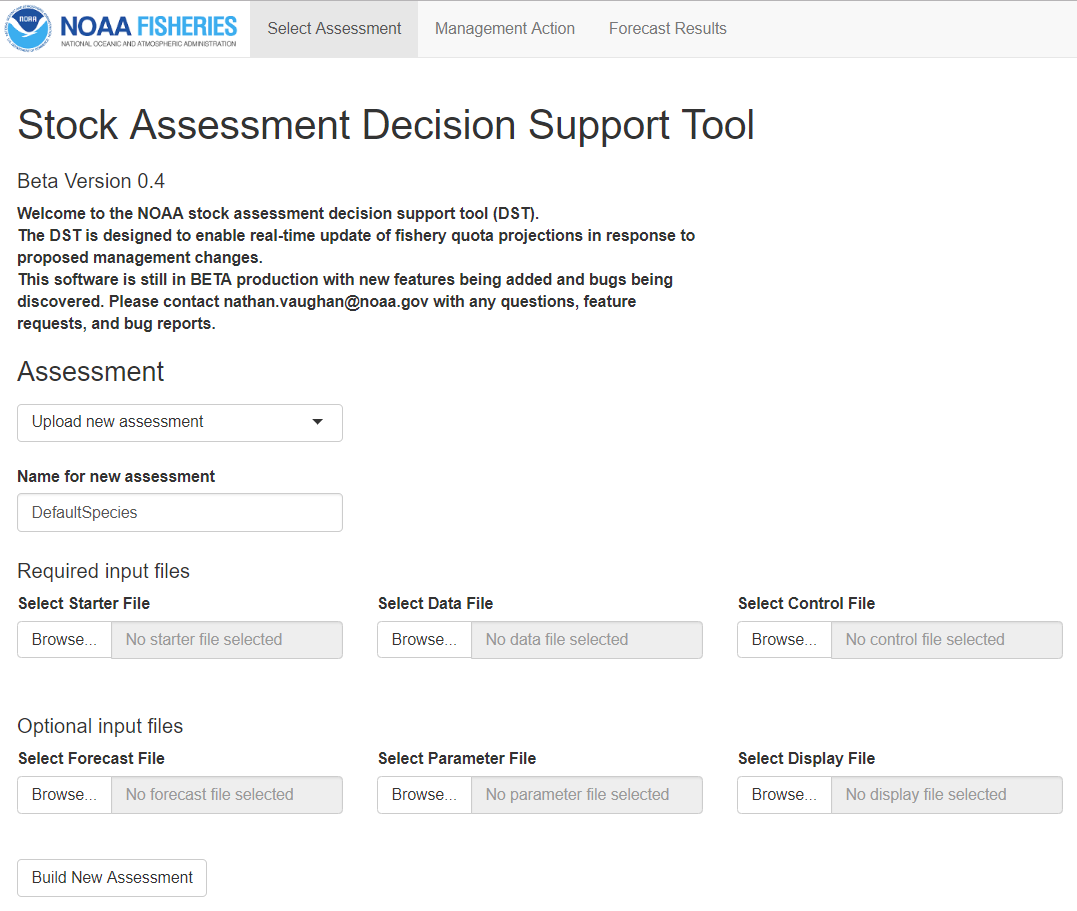 NOAA
NOAA FISHERIES
NATIONAL OCEANIC AND ATMOSPHERIC ADMINISTRATION
Select Assessment
Management Action
Forecast Results
Stock Assessment Decision Support Tool
Beta Version 0.4
Welcome to the NOAA stock assessment decision support tool (DST).
The DST is designed to enable real-time update of fishery quota projections in response to
proposed management changes.
This software is still in BETA production with new features being added and bugs being
discovered. Please contact nathan.vaughan@noaa.gov with any questions, feature
requests, and bug reports.
Assessment
Upload new assessment
Name for new assessment
DefaultSpecies
Required input files
Select Starter File
Select Data File
Select Control File
Browse... No starter file selected
Browse... No data file selected
Browse... No control file selected
Optional input files
Select Forecast File
Select Parameter File
Select Display File
Browse... No forecast file selected
Browse... No parameter file selected
Browse... No display file selected
Build New Assessment